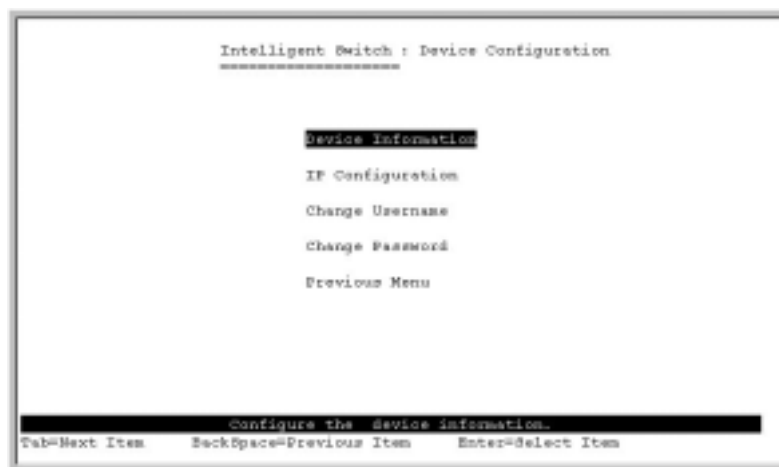 Intelligent Switch : Device Configuration
===================
Device Information
IP Configuration
Change Username
Change Password
Previous Menu
Configure the device information.
Tab=Next Item BackSpace=Previous Item Enter=Select Item